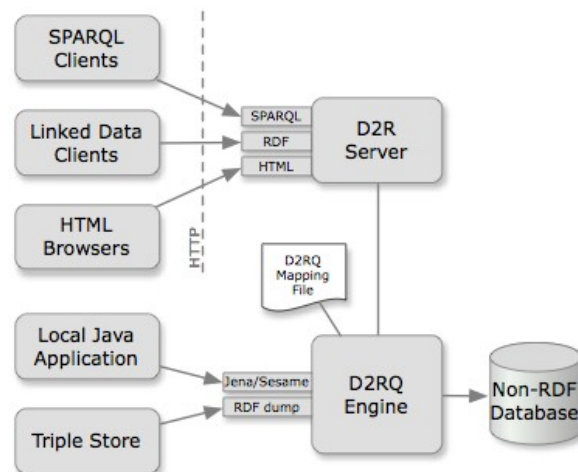 SPARQL
Clients
Linked Data
Clients
HTML
Browsers
HTTP
SPARQL
RDF
HTML
D2R
Server
D2RQ
Mapping
File
Local Java
Application
Triple Store
Jena/Sesame
RDF dump
D2RQ
Engine
Non-RDF
Database